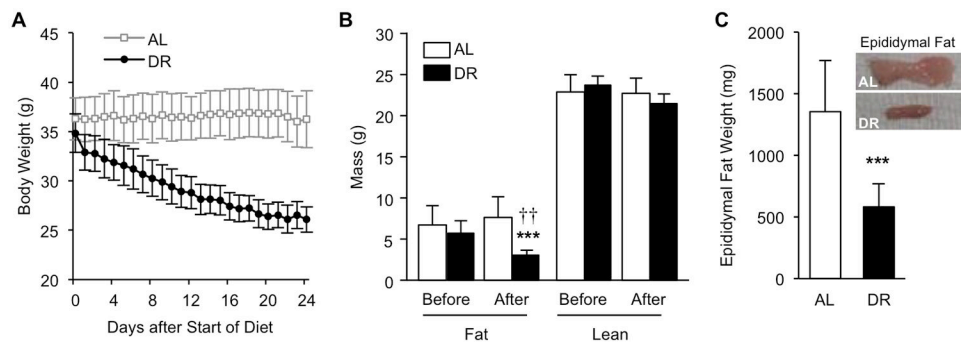 A
AL
DR
Body Weight (g)
45
40
35
30
25
20
0 4 8 12 16 20 24
Days after Start of Diet
B
AL
DR
Mass (g)
30
25
20
15
10
5
0
††
***
Before After Before After
Fat Lean
C
Epididymal Fat Weight (mg)
2000
1500
1000
500
0
Epididymal Fat
AL
DR
***
AL DR